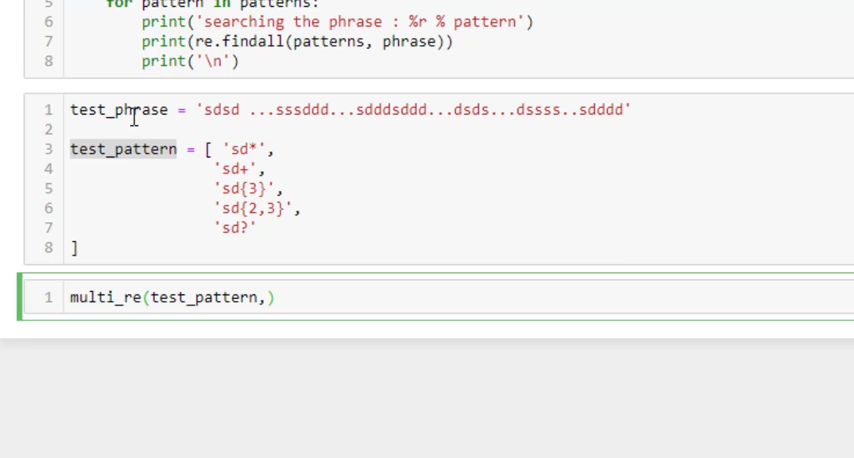 5 for pattern in patterns:
6 print('searching the phrase : %r % pattern')
7 print(re.findall(patterns, phrase))
8 print('\n')
1 test_phrase = 'sdsd ...sssddd...sdddsddd...dsds...dssss..sdddd'
2
3 test_pattern = [ 'sd*',
4 'sd+',
5 'sd{3}',
6 'sd{2,3}',
7 'sd?'
8 ]
1 multi_re(test_pattern,)